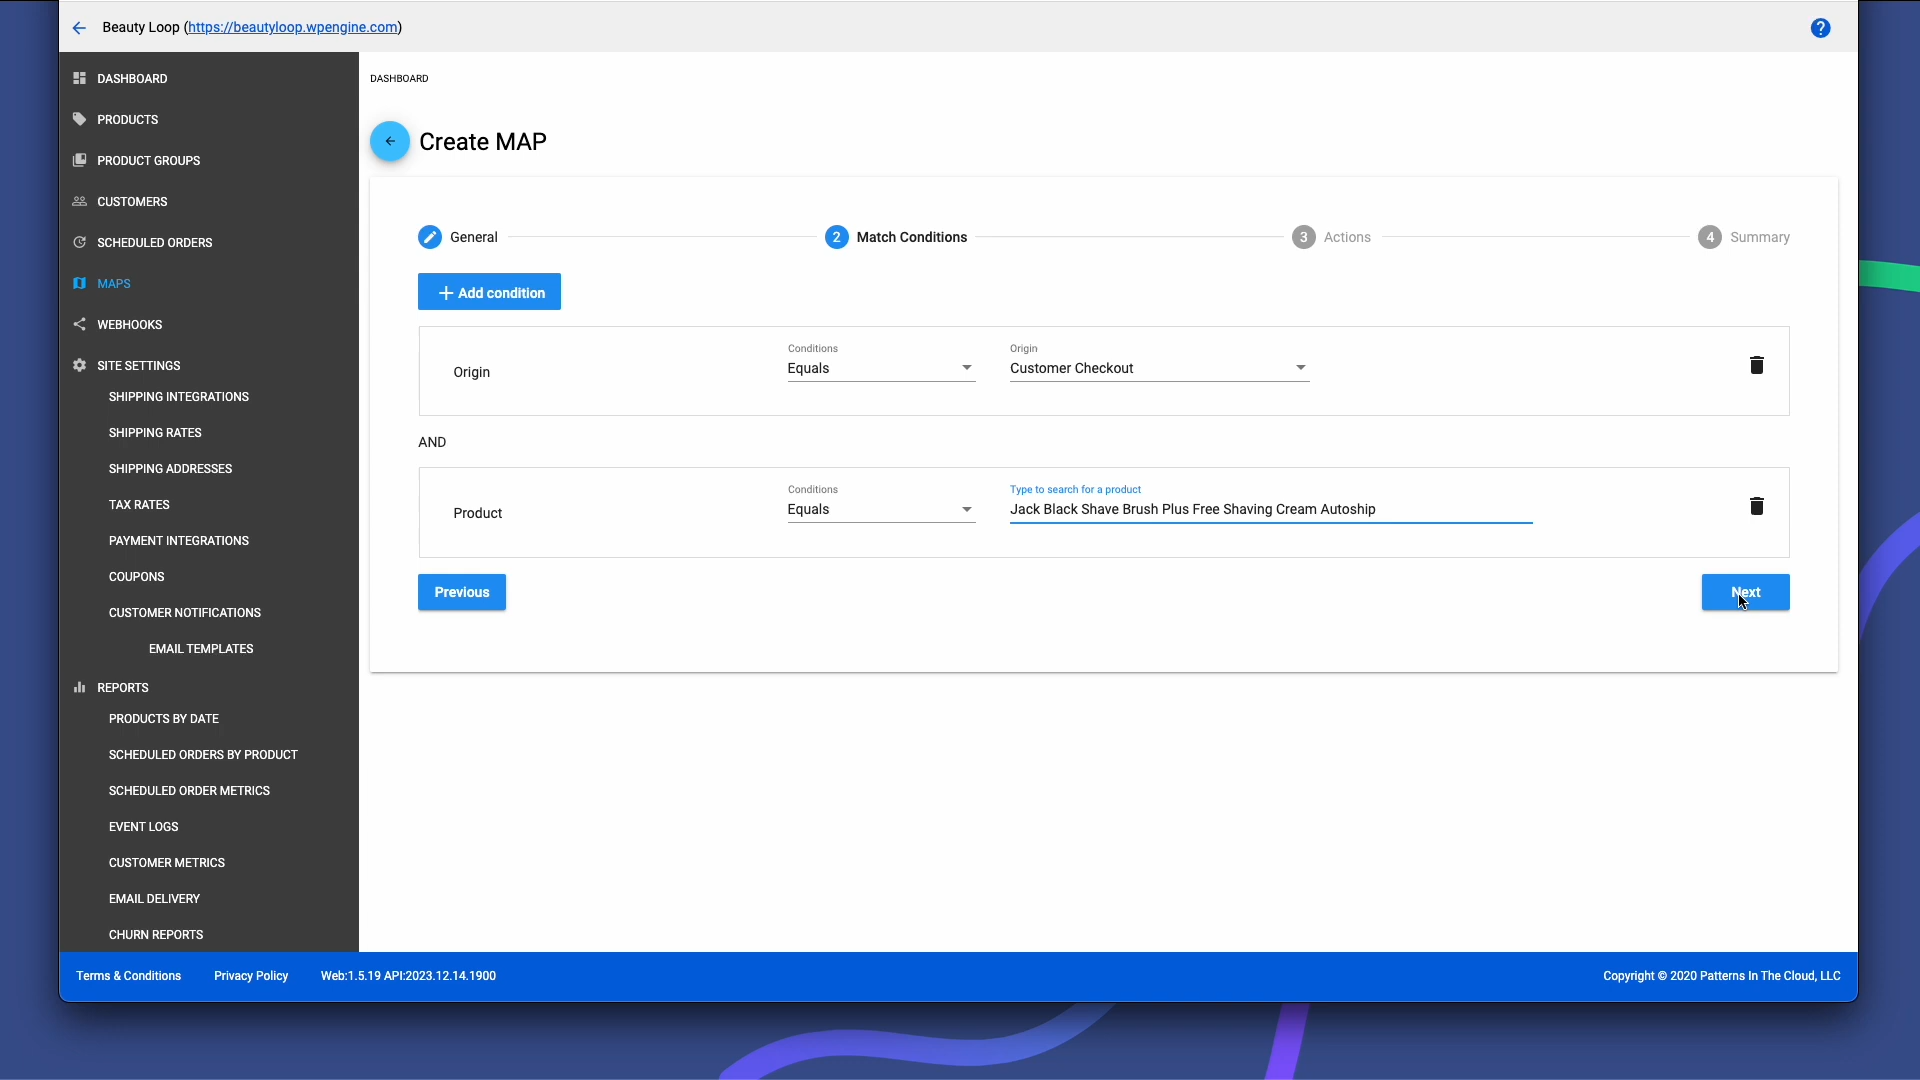 Beauty Loop (https://beautyloop.wpengine.com)
?
DASHBOARD
PRODUCTS
PRODUCT GROUPS
CUSTOMERS
SCHEDULED ORDERS
MAPS
WEBHOOKS
SITE SETTINGS
SHIPPING INTEGRATIONS
SHIPPING RATES
SHIPPING ADDRESSES
TAX RATES
PAYMENT INTEGRATIONS
COUPONS
CUSTOMER NOTIFICATIONS
EMAIL TEMPLATES
REPORTS
PRODUCTS BY DATE
SCHEDULED ORDERS BY PRODUCT
SCHEDULED ORDER METRICS
EVENT LOGS
CUSTOMER METRICS
EMAIL DELIVERY
CHURN REPORTS
DASHBOARD
Create MAP
General
2 Match Conditions
3 Actions
4 Summary
+ Add condition
Origin
Conditions
Equals
Origin
Customer Checkout
AND
Product
Conditions
Equals
Type to search for a product
Jack Black Shave Brush Plus Free Shaving Cream Autoship
Previous
Next
Terms & Conditions
Privacy Policy
Web:1.5.19 API:2023.12.14.1900
Copyright © 2020 Patterns In The Cloud, LLC